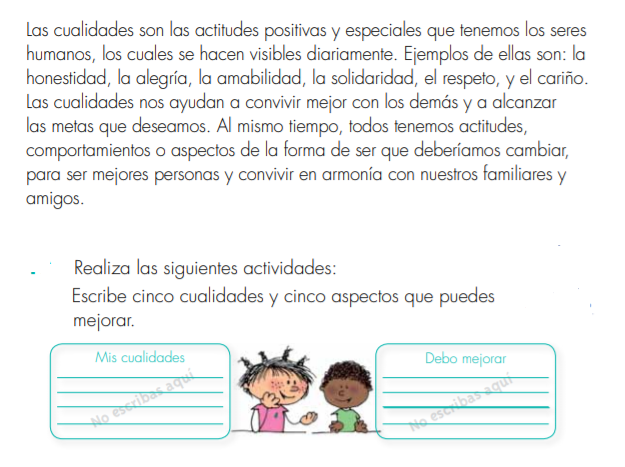 Las cualidades son las actitudes positivas y especiales que tenemos los seres
humanos, los cuales se hacen visibles diariamente. Ejemplos de ellas son: la
honestidad, la alegría, la amabilidad, la solidaridad, el respeto, y el cariño.
Las cualidades nos ayudan a convivir mejor con los demás y a alcanzar
las metas que deseamos. Al mismo tiempo, todos tenemos actitudes,
comportamientos o aspectos de la forma de ser que deberíamos cambiar,
para ser mejores personas y convivir en armonía con nuestros familiares y
amigos.
Realiza las siguientes actividades:
Escribe cinco cualidades y cinco aspectos que puedes
mejorar.
Mis cualidades
No escribas aquí
Debo mejorar
No escribas aquí